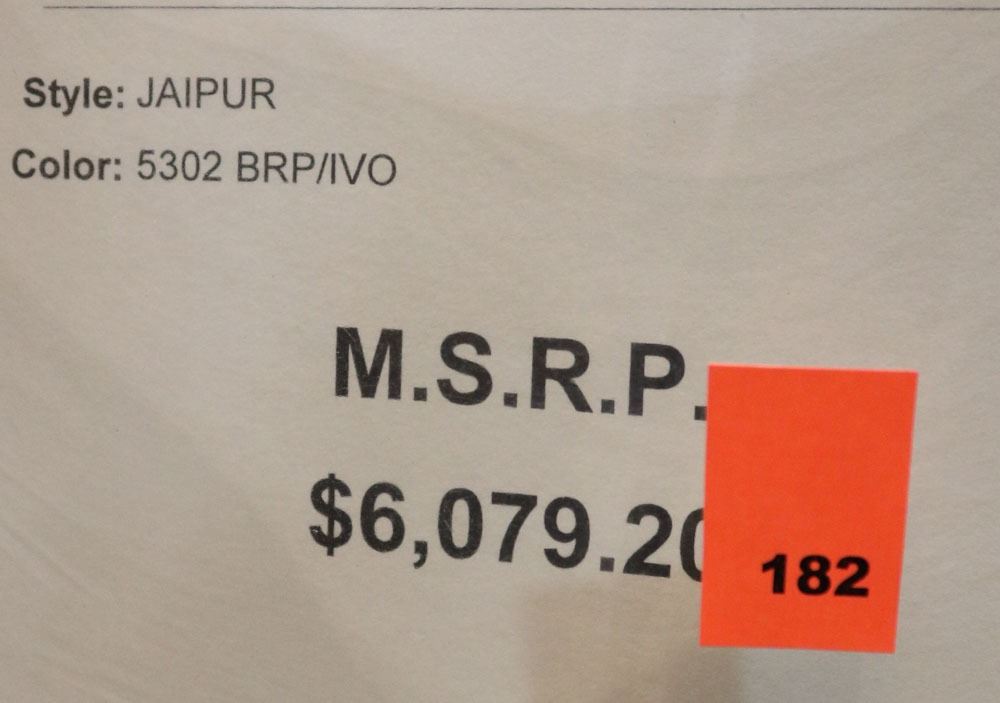 Style: JAIPUR
Color: 5302 BRP/IVO
M.S.R.P.
$6,079.20
182